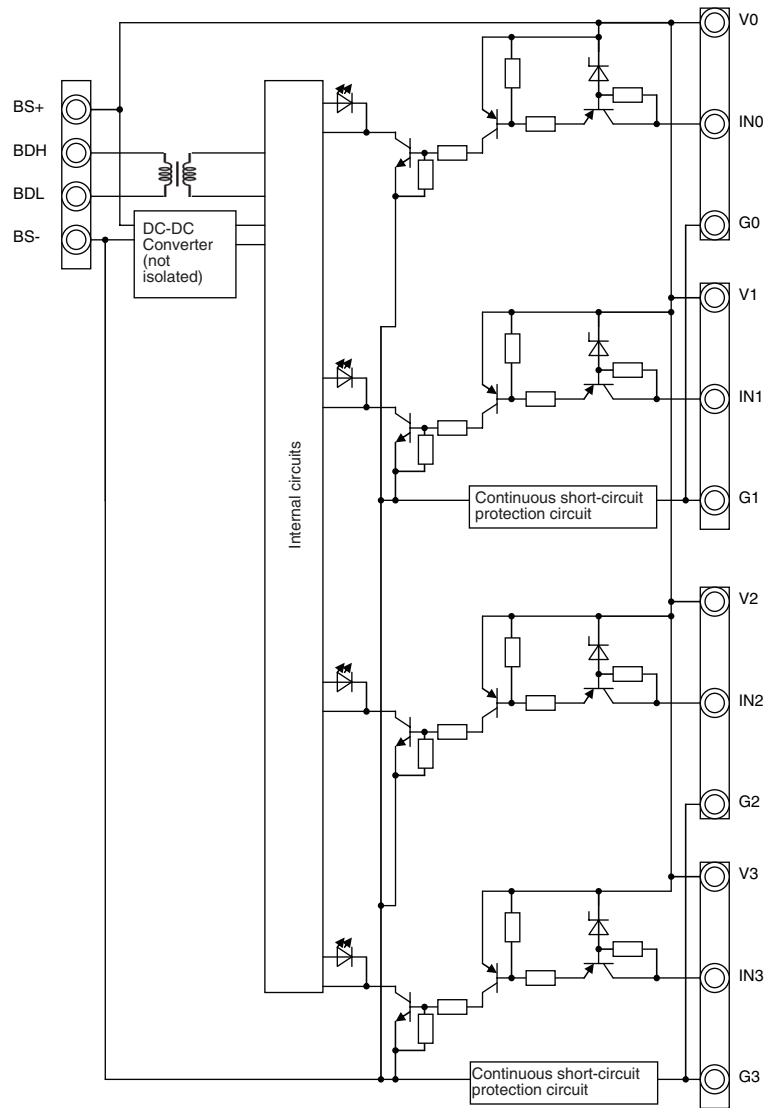 V0
BS+
BDH
BDL
BS-
DC-DC
Converter
(not
isolated)
IN0
G0
V1
IN1
Internal circuits
Continuous short-circuit
protection circuit
G1
V2
IN2
G2
V3
IN3
Continuous short-circuit
protection circuit
G3